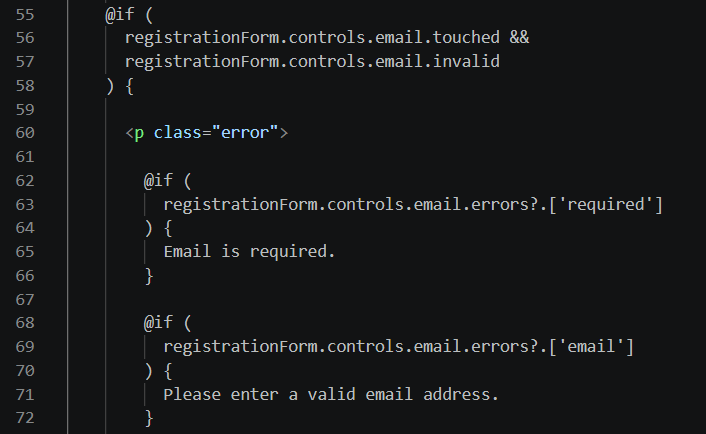 55 @if (
56 registrationForm.controls.email.touched &&
57 registrationForm.controls.email.invalid
58 ) {
59
60 <p class="error">
61
62 @if (
63 registrationForm.controls.email.errors?.['required']
64 ) {
65 Email is required.
66 }
67
68 @if (
69 registrationForm.controls.email.errors?.['email']
70 ) {
71 Please enter a valid email address.
72 }